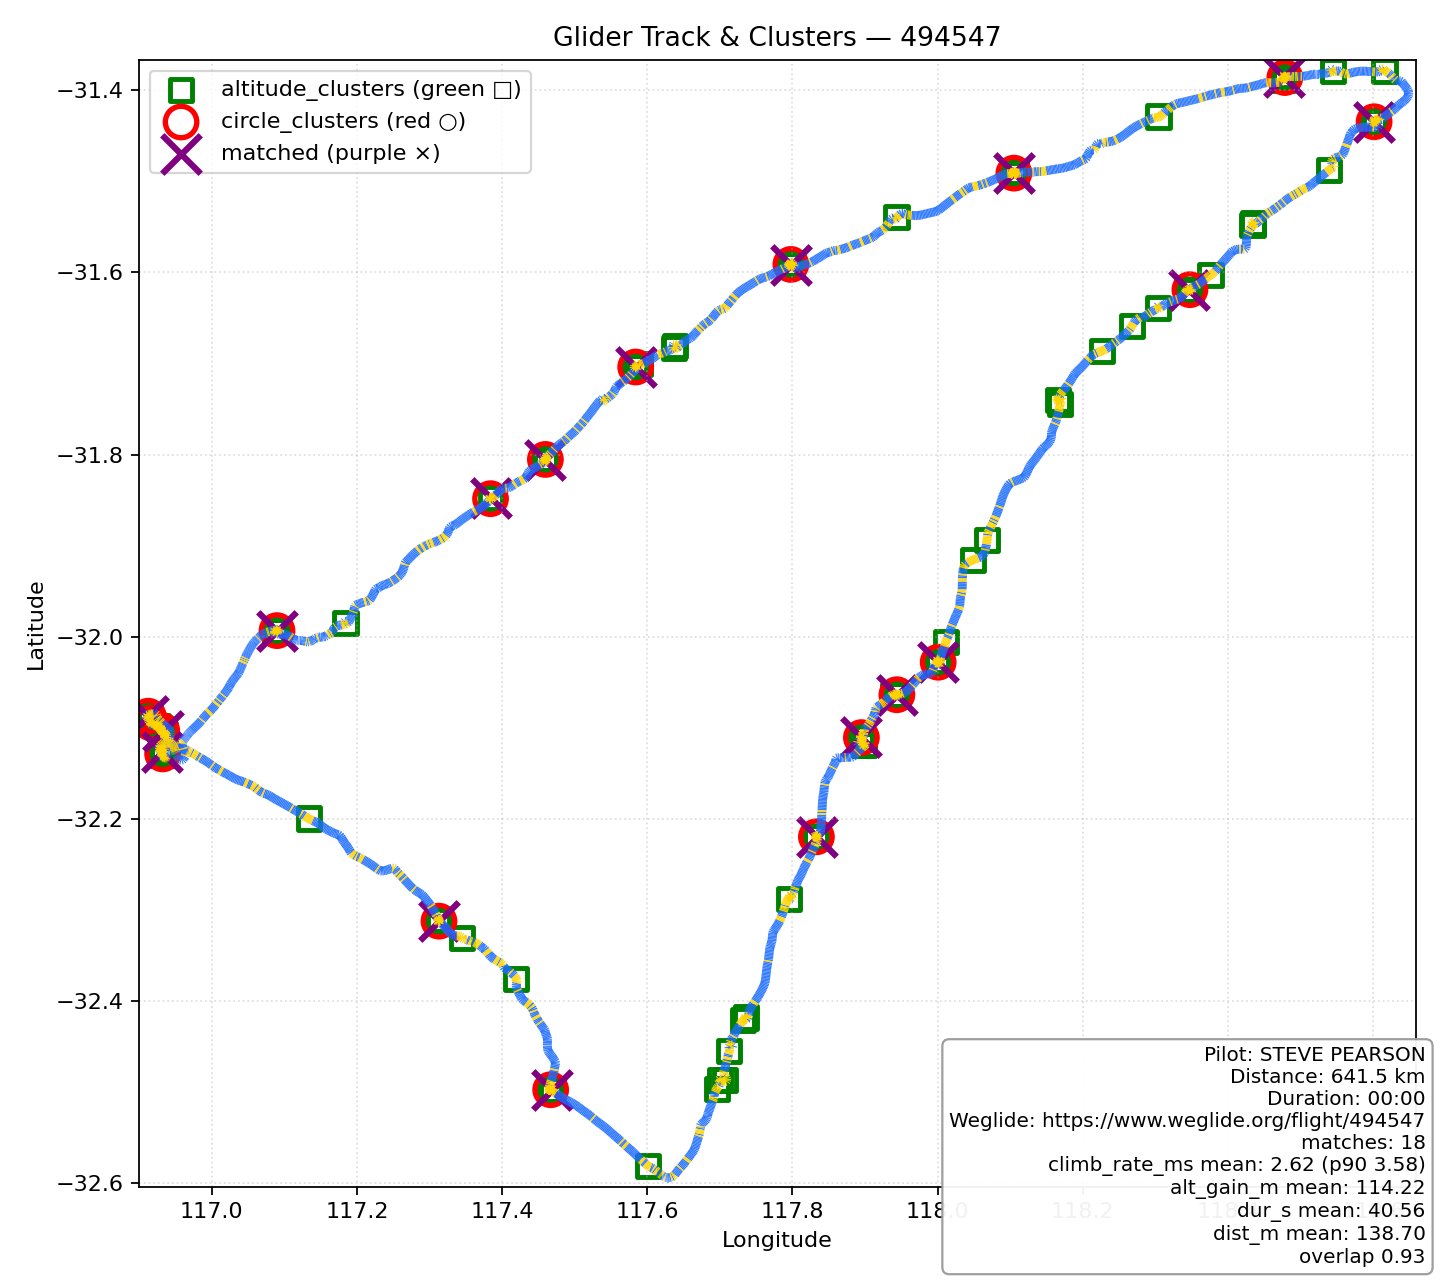 Glider Track & Clusters — 494547
altitude_clusters (green □)
circle_clusters (red ○)
matched (purple ×)
−31.4
−31.6
−31.8
−32.0
−32.2
−32.4
−32.6
Latitude
117.0
117.2
117.4
117.6
117.8
118.0
118.2
Longitude
Pilot: STEVE PEARSON
Distance: 641.5 km
Duration: 00:00
Weglide: https://www.weglide.org/flight/494547
matches: 18
climb_rate_ms mean: 2.62 (p90 3.58)
alt_gain_m mean: 114.22
dur_s mean: 40.56
dist_m mean: 138.70
overlap 0.93